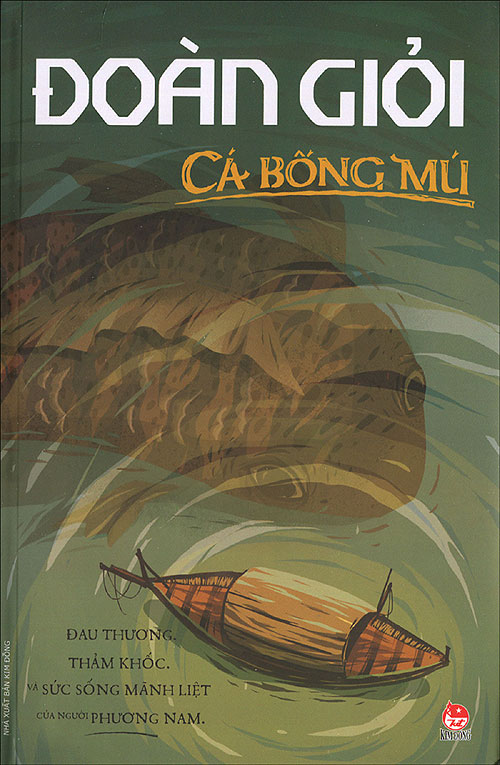 ĐOÀN GIỎI
CÁ BỐNG MÚ
ĐAU THƯƠNG.
THẢM KHỐC.
VÀ SỨC SỐNG MÃNH LIỆT
CỦA NGƯỜI PHƯƠNG NAM.
NHÀ XUẤT BẢN KIM ĐỒNG
KIM ĐỒNG